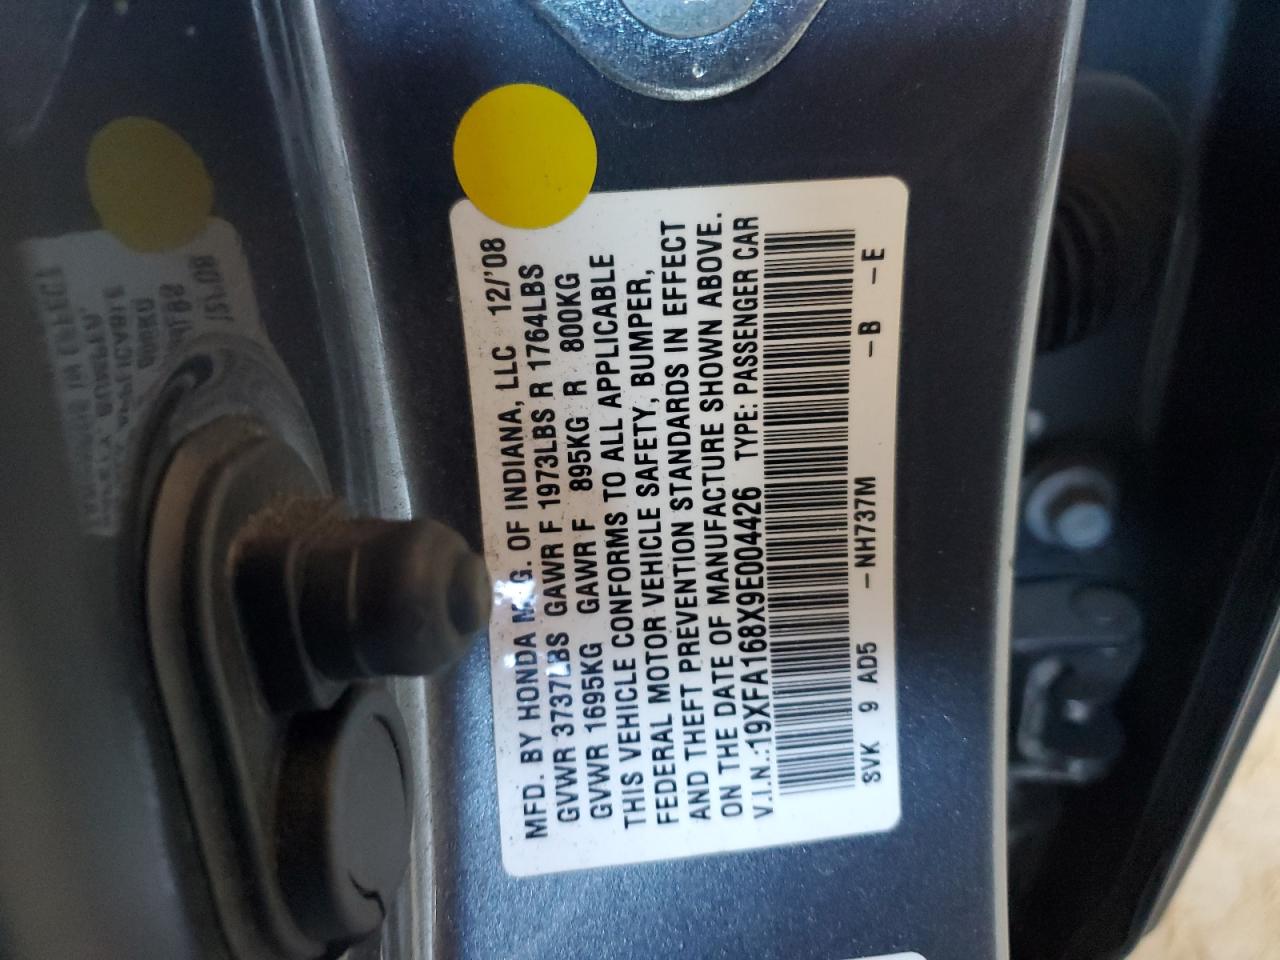 MFD. BY HONDA MFG. OF INDIANA, LLC 12/'08
GVWR 3737LBS GAWR F 1973LBS R 1764LBS
GVWR 1695KG GAWR F 895KG R 800KG
THIS VEHICLE CONFORMS TO ALL APPLICABLE
FEDERAL MOTOR VEHICLE SAFETY, BUMPER,
AND THEFT PREVENTION STANDARDS IN EFFECT
ON THE DATE OF MANUFACTURE SHOWN ABOVE.
V.I.N.:19XFA168X9E004426 TYPE: PASSENGER CAR
SVK 9 AD5 -NH737M -B -E